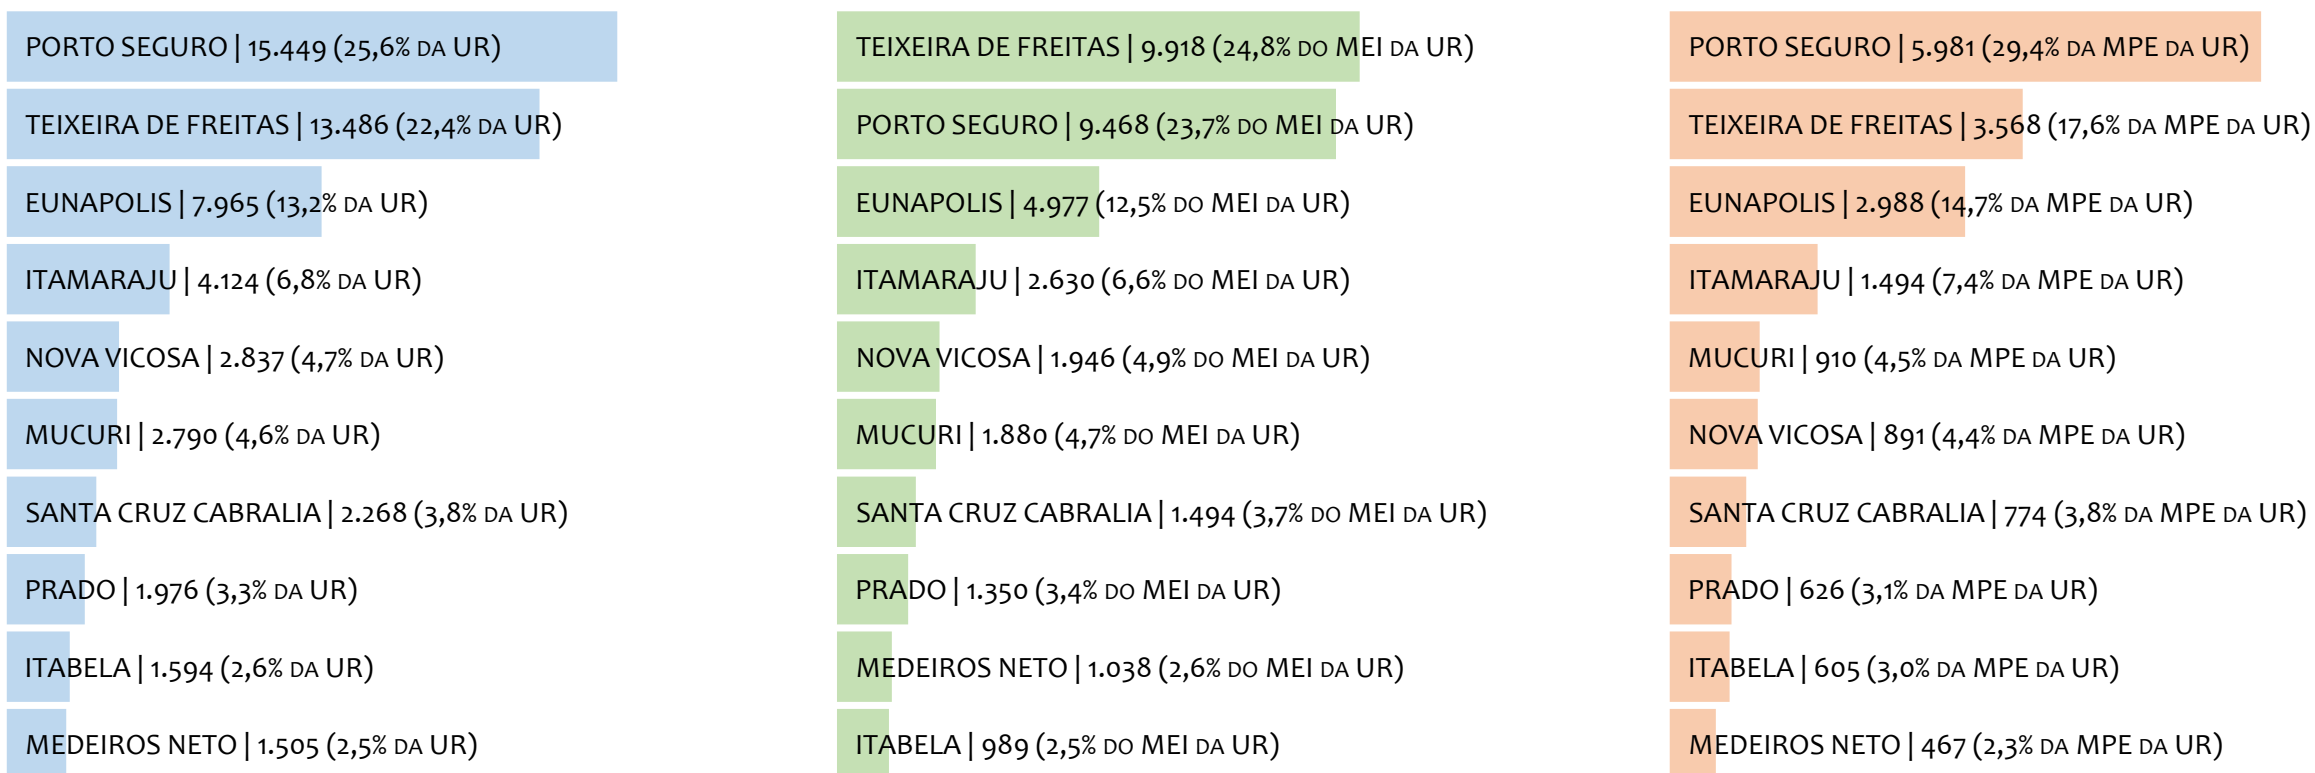 PORTO SEGURO | 15.449 (25,6% DA UR)
TEIXEIRA DE FREITAS | 13.486 (22,4% DA UR)
EUNAPOLIS | 7.965 (13,2% DA UR)
ITAMARAJU | 4.124 (6,8% DA UR)
NOVA VICOSA | 2.837 (4,7% DA UR)
MUCURI | 2.790 (4,6% DA UR)
SANTA CRUZ CABRALIA | 2.268 (3,8% DA UR)
PRADO | 1.976 (3,3% DA UR)
ITABELA | 1.594 (2,6% DA UR)
MEDEIROS NETO | 1.505 (2,5% DA UR)
TEIXEIRA DE FREITAS | 9.918 (24,8% DO MEI DA UR)
PORTO SEGURO | 9.468 (23,7% DO MEI DA UR)
EUNAPOLIS | 4.977 (12,5% DO MEI DA UR)
ITAMARAJU | 2.630 (6,6% DO MEI DA UR)
NOVA VICOSA | 1.946 (4,9% DO MEI DA UR)
MUCURI | 1.880 (4,7% DO MEI DA UR)
SANTA CRUZ CABRALIA | 1.494 (3,7% DO MEI DA UR)
PRADO | 1.350 (3,4% DO MEI DA UR)
MEDEIROS NETO | 1.038 (2,6% DO MEI DA UR)
ITABELA | 989 (2,5% DO MEI DA UR)
PORTO SEGURO | 5.981 (29,4% DA MPE DA UR)
TEIXEIRA DE FREITAS | 3.568 (17,6% DA MPE DA UR)
EUNAPOLIS | 2.988 (14,7% DA MPE DA UR)
ITAMARAJU | 1.494 (7,4% DA MPE DA UR)
MUCURI | 910 (4,5% DA MPE DA UR)
NOVA VICOSA | 891 (4,4% DA MPE DA UR)
SANTA CRUZ CABRALIA | 774 (3,8% DA MPE DA UR)
PRADO | 626 (3,1% DA MPE DA UR)
ITABELA | 605 (3,0% DA MPE DA UR)
MEDEIROS NETO | 467 (2,3% DA MPE DA UR)